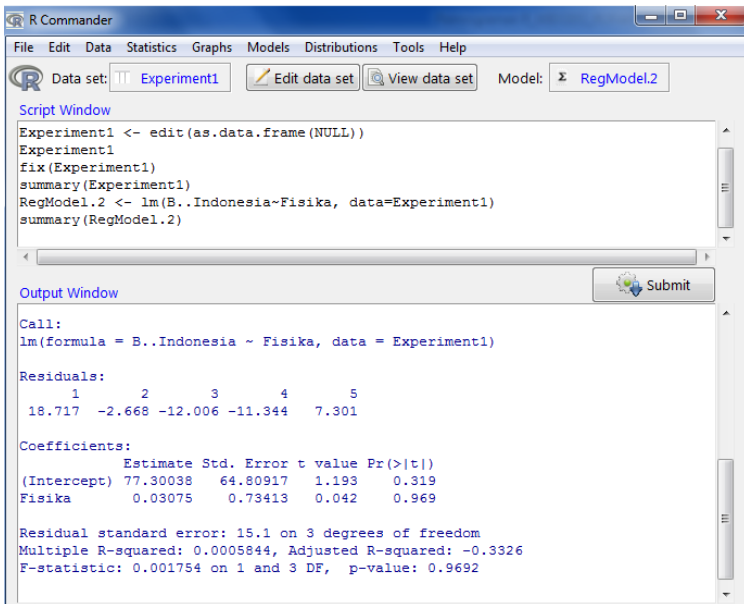 R Commander
File Edit Data Statistics Graphs Models Distributions Tools Help
R Data set: Experiment1 Edit data set View data set Model: Σ RegModel.2
Script Window
Experiment1 <- edit(as.data.frame(NULL))
Experiment1
fix(Experiment1)
summary(Experiment1)
RegModel.2 <- lm(B..Indonesia~Fisika, data=Experiment1)
summary(RegModel.2)
Submit
Output Window
Call:
lm(formula = B..Indonesia ~ Fisika, data = Experiment1)
Residuals:
1 2 3 4 5
18.717 -2.668 -12.006 -11.344 7.301
Coefficients:
Estimate Std. Error t value Pr(>|t|)
(Intercept) 77.30038 64.80917 1.193 0.319
Fisika 0.03075 0.73413 0.042 0.969
Residual standard error: 15.1 on 3 degrees of freedom
Multiple R-squared: 0.0005844, Adjusted R-squared: -0.3326
F-statistic: 0.001754 on 1 and 3 DF, p-value: 0.9692